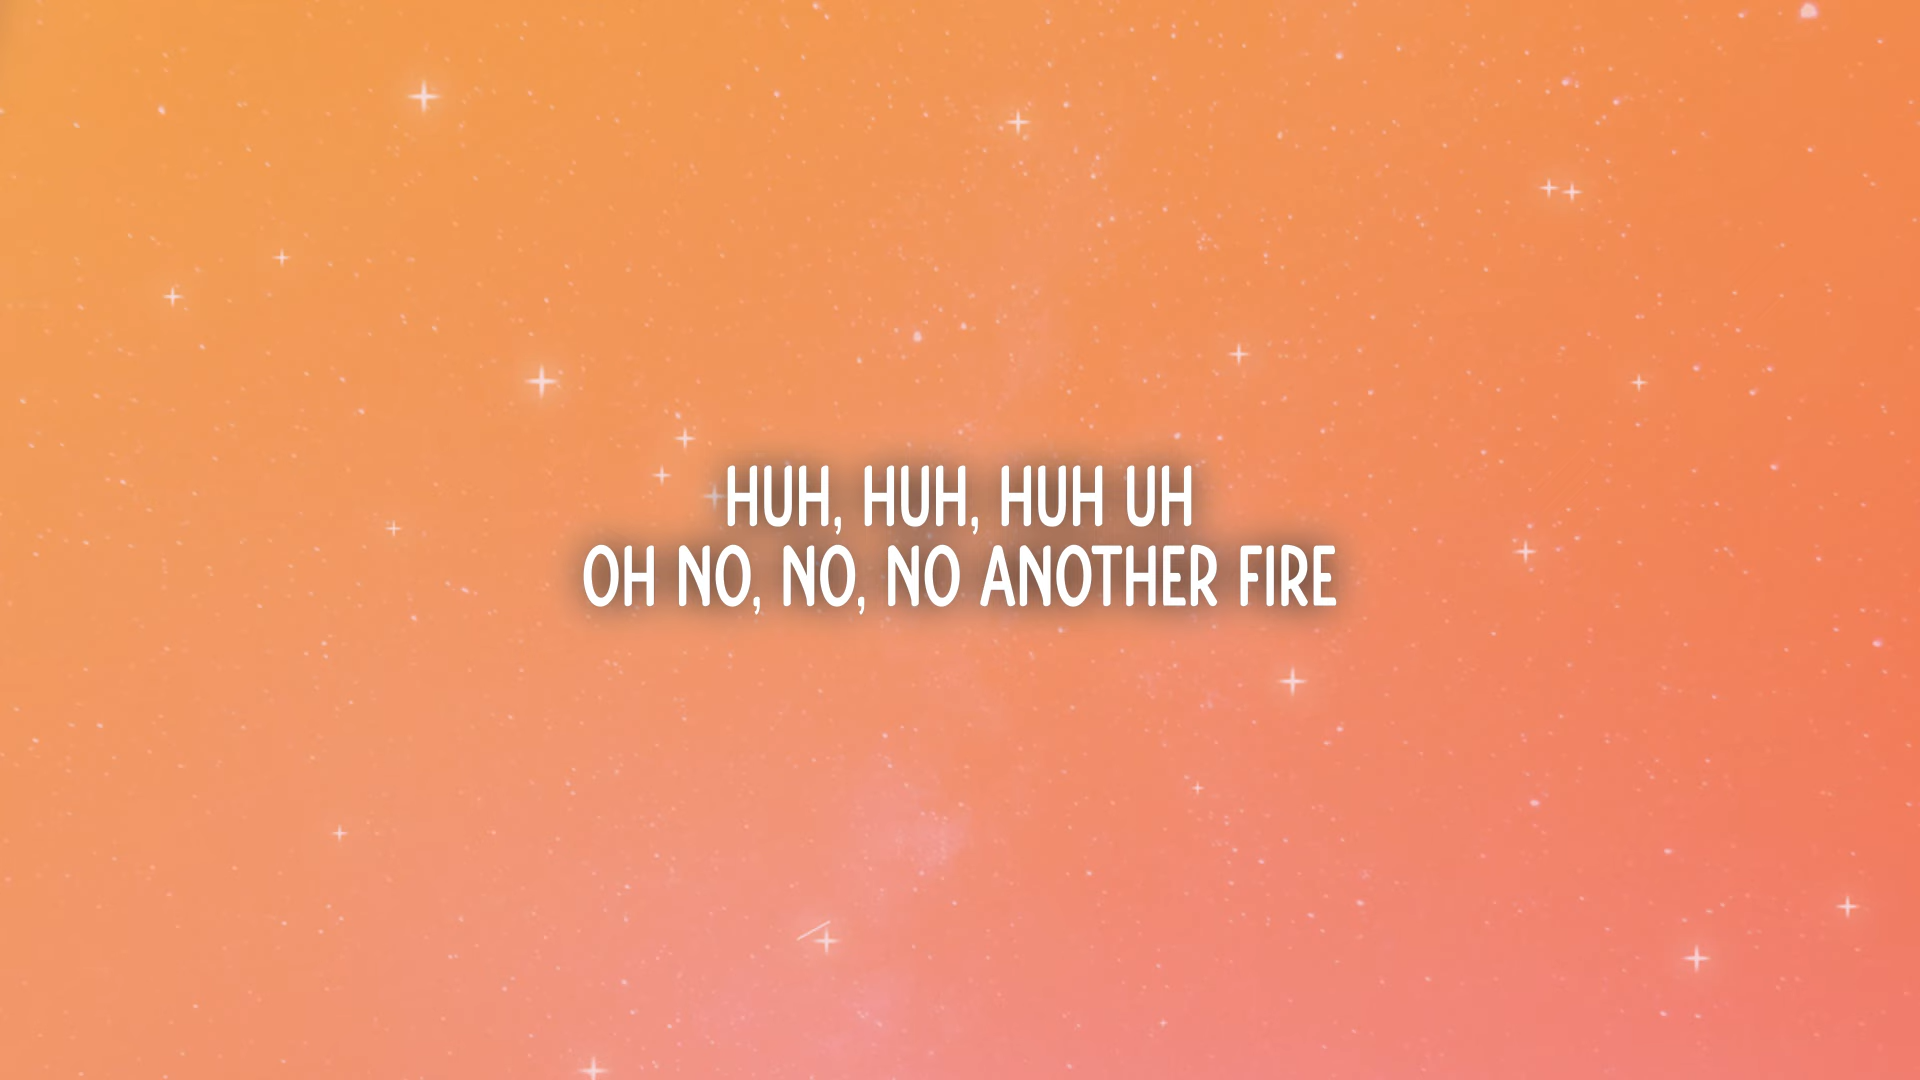 HUH, HUH, HUH UH
OH NO, NO, NO ANOTHER FIRE